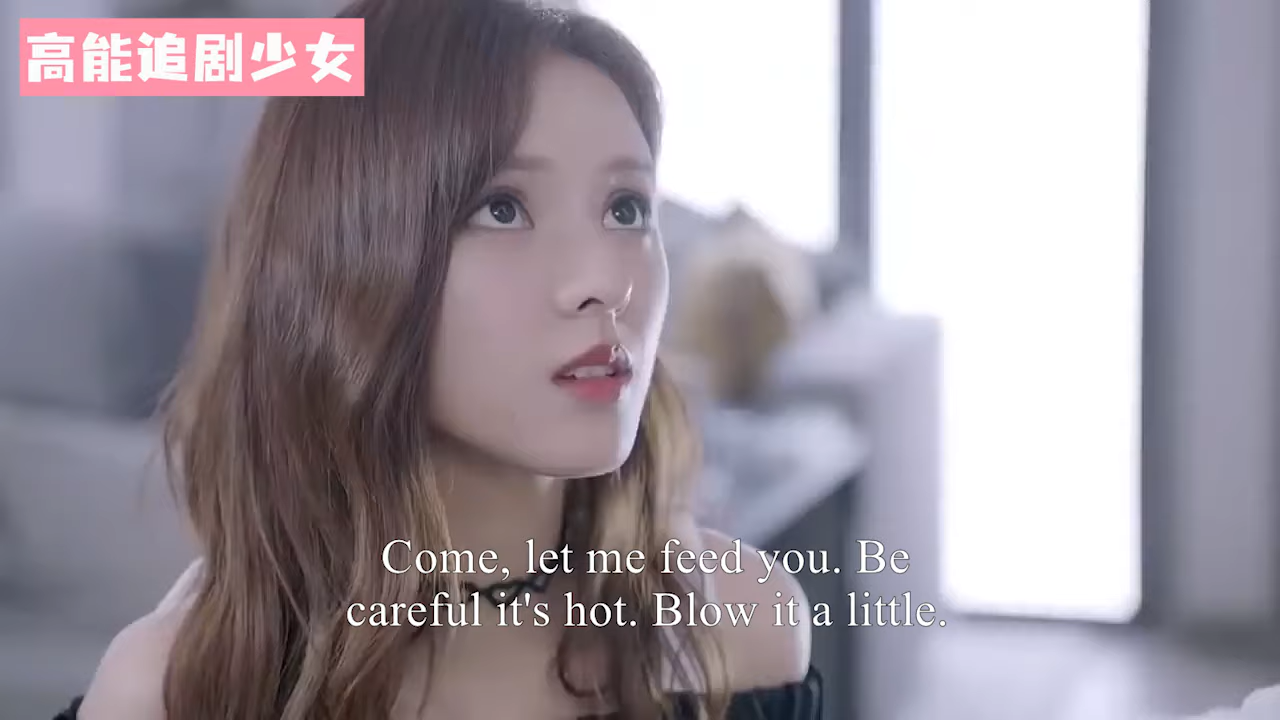 高能追剧少女
Come, let me feed you. Be
careful it's hot. Blow it a little.